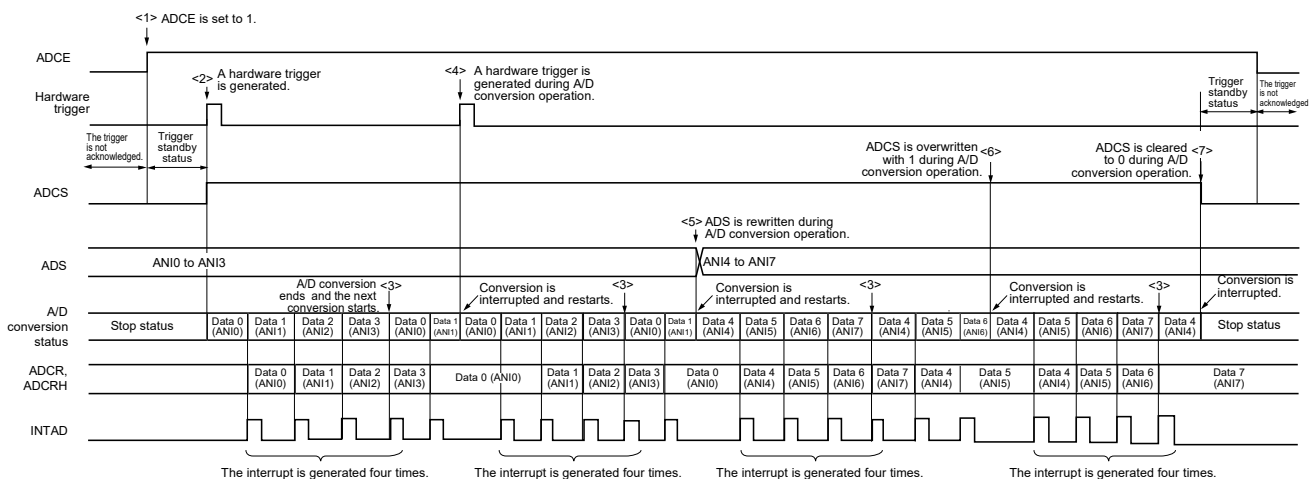 <1> ADCE is set to 1.
ADCE
<2> A hardware trigger
is generated.
<4> A hardware trigger is
generated during A/D
conversion operation.
Trigger
standby
status
The trigger
is not
acknowledged
Hardware
trigger
The trigger
is not
acknowledged.
Trigger
standby
status
ADCS is overwritten
with 1 during A/D
conversion operation.
<6>
ADCS is cleared
to 0 during A/D
conversion operation.
<7>
ADCS
<5> ADS is rewritten during
A/D conversion operation.
ADS
ANI0 to ANI3
ANI4 to ANI7
A/D conversion
ends and the next
conversion starts.
<3>
Conversion is
interrupted and restarts.
<3>
Conversion is
interrupted and restarts.
<3>
Conversion is
interrupted and restarts.
<3>
Conversion is
interrupted.
A/D
conversion
status
Stop status
Data 0 (ANI0)
Data 1 (ANI1)
Data 2 (ANI2)
Data 3 (ANI3)
Data 0 (ANI0)
Data 1 (ANI1)
Data 0 (ANI0)
Data 1 (ANI1)
Data 2 (ANI2)
Data 3 (ANI3)
Data 0 (ANI0)
Data 1 (ANI1)
Data 4 (ANI4)
Data 5 (ANI5)
Data 6 (ANI6)
Data 7 (ANI7)
Data 4 (ANI4)
Data 5 (ANI5)
Data 6 (ANI6)
Data 4 (ANI4)
Data 5 (ANI5)
Data 6 (ANI6)
Data 7 (ANI7)
Data 4 (ANI4)
Stop status
ADCR,
ADCRH
Data 0 (ANI0)
Data 1 (ANI1)
Data 2 (ANI2)
Data 3 (ANI3)
Data 0 (ANI0)
Data 1 (ANI1)
Data 2 (ANI2)
Data 3 (ANI3)
Data 0 (ANI0)
Data 4 (ANI4)
Data 5 (ANI5)
Data 6 (ANI6)
Data 7 (ANI7)
Data 4 (ANI4)
Data 5 (ANI5)
Data 4 (ANI4)
Data 5 (ANI5)
Data 6 (ANI6)
Data 7 (ANI7)
INTAD
The interrupt is generated four times.
The interrupt is generated four times.
The interrupt is generated four times.
The interrupt is generated four times.